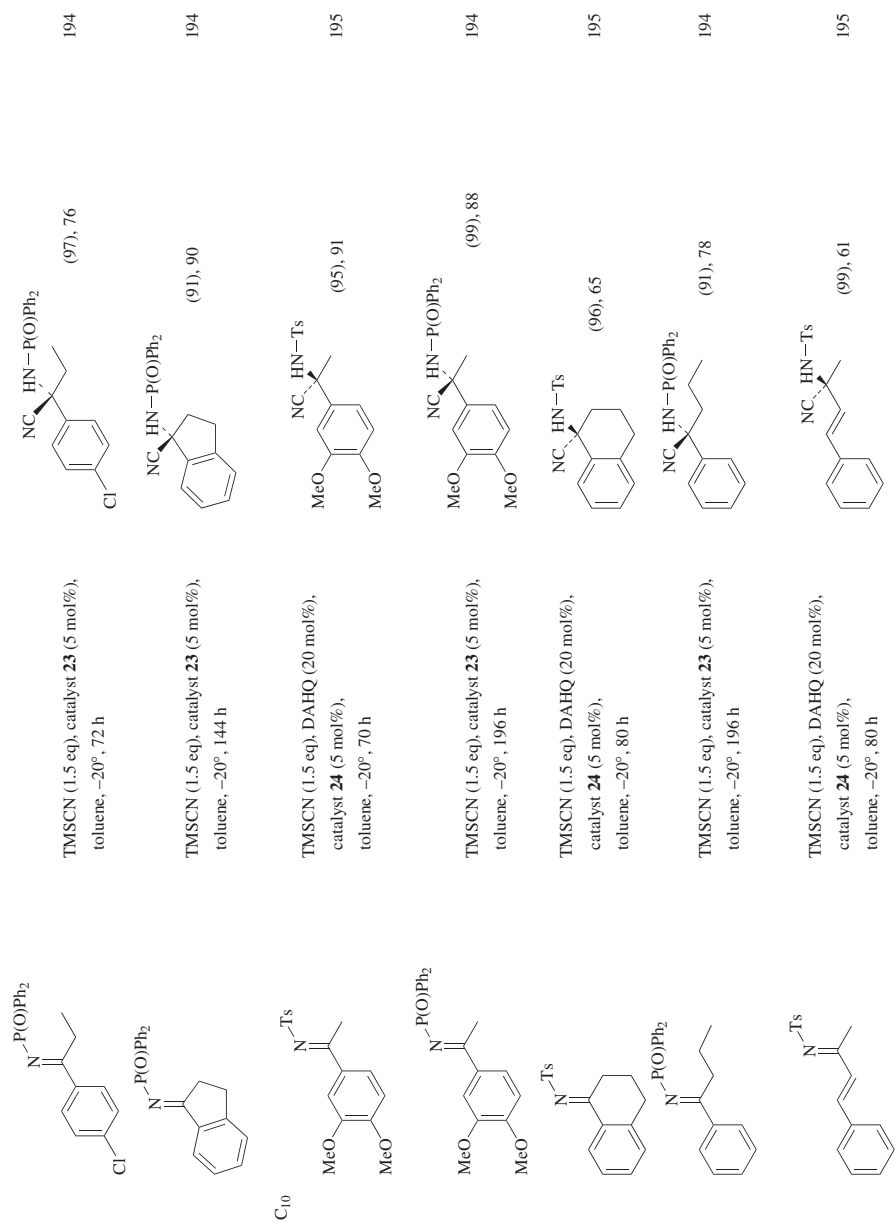 P(O)Ph2
N
Cl
TMSCN (1.5 eq), catalyst 23 (5 mol%),
toluene, –20°, 72 h
NC HN–P(O)Ph2
Cl
(97), 76
194
P(O)Ph2
N
TMSCN (1.5 eq), catalyst 23 (5 mol%),
toluene, –20°, 144 h
NC HN–P(O)Ph2
(91), 90
194
C10
Ts
N
MeO
MeO
TMSCN (1.5 eq), DAHQ (20 mol%),
catalyst 24 (5 mol%),
toluene, –20°, 70 h
NC HN–Ts
MeO
MeO
(95), 91
195
P(O)Ph2
N
MeO
MeO
TMSCN (1.5 eq), catalyst 23 (5 mol%),
toluene, –20°, 196 h
NC HN–P(O)Ph2
MeO
MeO
(99), 88
194
Ts
N
TMSCN (1.5 eq), DAHQ (20 mol%),
catalyst 24 (5 mol%),
toluene, –20°, 80 h
NC HN–Ts
(96), 65
195
P(O)Ph2
N
TMSCN (1.5 eq), catalyst 23 (5 mol%),
toluene, –20°, 196 h
NC HN–P(O)Ph2
(91), 78
194
Ts
N
TMSCN (1.5 eq), DAHQ (20 mol%),
catalyst 24 (5 mol%),
toluene, –20°, 80 h
NC HN–Ts
(99), 61
195